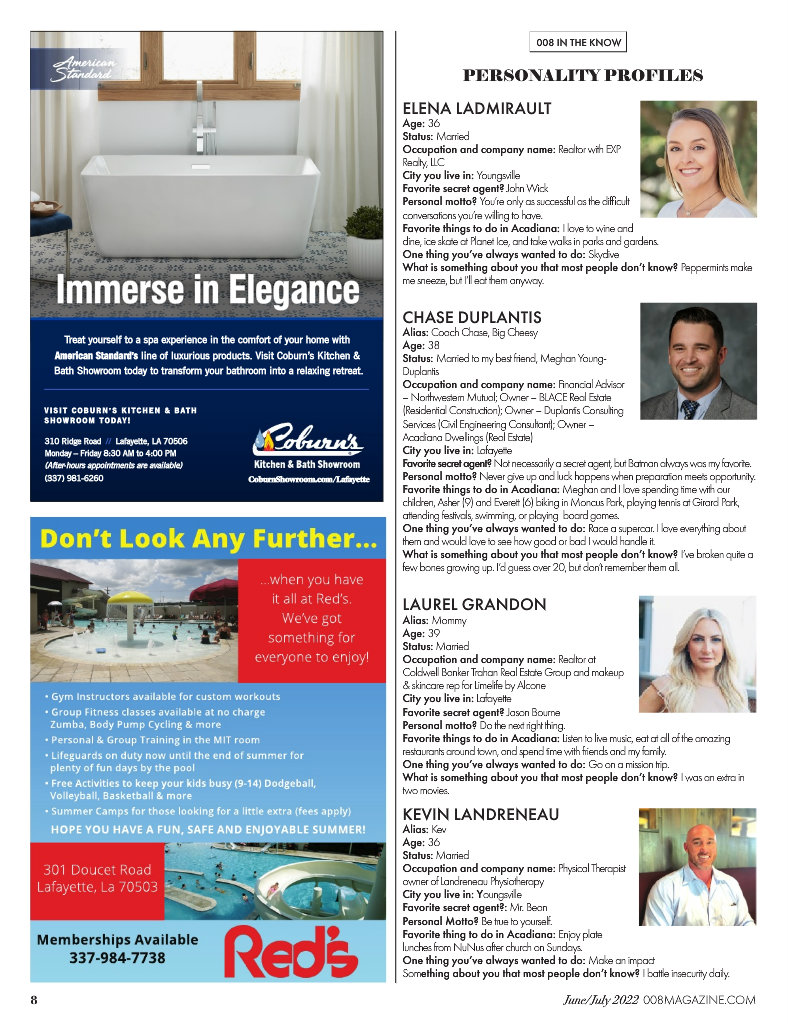 American
Standard
Immerse in Elegance
Treat yourself to a spa experience in the comfort of your home with
American Standard's line of luxurious products. Visit Coburn's Kitchen &
Bath Showroom today to transform your bathroom into a relaxing retreat.
VISIT COBURN'S KITCHEN & BATH
SHOWROOM TODAY!
310 Ridge Road // Lafayette, LA 70506
Monday – Friday 8:30 AM to 4:00 PM
(After-hours appointments are available)
(337) 981-6260
Coburn's
Kitchen & Bath Showroom
CoburnShowroom.com/Lafayette
Don't Look Any Further...
...when you have
it all at Red's.
We've got
something for
everyone to enjoy!
• Gym Instructors available for custom workouts
• Group Fitness classes available at no charge
Zumba, Body Pump Cycling & more
• Personal & Group Training in the MIT room
• Lifeguards on duty now until the end of summer for
plenty of fun days by the pool
• Free Activities to keep your kids busy (9-14) Dodgeball,
Volleyball, Basketball & more
• Summer Camps for those looking for a little extra (fees apply)
HOPE YOU HAVE A FUN, SAFE AND ENJOYABLE SUMMER!
301 Doucet Road
Lafayette, La 70503
Memberships Available
337-984-7738
Red's
008 IN THE KNOW
PERSONALITY PROFILES
ELENA LADMIRAULT
Age: 36
Status: Married
Occupation and company name: Realtor with EXP
Realty, LLC
City you live in: Youngsville
Favorite secret agent? John Wick
Personal motto? You're only as successful as the difficult
conversations you're willing to have.
Favorite things to do in Acadiana: I love to wine and
dine, ice skate at Planet Ice, and take walks in parks and gardens.
One thing you've always wanted to do: Skydive
What is something about you that most people don't know? Peppermints make
me sneeze, but I'll eat them anyway.
CHASE DUPLANTIS
Alias: Coach Chase, Big Cheesy
Age: 38
Status: Married to my best friend, Meghan Young-
Duplantis
Occupation and company name: Financial Advisor
– Northwestern Mutual; Owner – BLACE Real Estate
(Residential Construction); Owner – Duplantis Consulting
Services (Civil Engineering Consultant); Owner –
Acadiana Dwellings (Real Estate)
City you live in: Lafayette
Favorite secret agent? Not necessarily a secret agent, but Batman always was my favorite.
Personal motto? Never give up and luck happens when preparation meets opportunity.
Favorite things to do in Acadiana: Meghan and I love spending time with our
children, Asher (9) and Everett (6) biking in Moncus Park, playing tennis at Girard Park,
attending festivals, swimming, or playing board games.
One thing you've always wanted to do: Race a supercar. I love everything about
them and would love to see how good or bad I would handle it.
What is something about you that most people don't know? I've broken quite a
few bones growing up. I'd guess over 20, but don't remember them all.
LAUREL GRANDON
Alias: Mommy
Age: 39
Status: Married
Occupation and company name: Realtor at
Coldwell Banker Trahan Real Estate Group and makeup
& skincare rep for Limelife by Alcone
City you live in: Lafayette
Favorite secret agent? Jason Bourne
Personal motto? Do the next right thing.
Favorite things to do in Acadiana: Listen to live music, eat at all of the amazing
restaurants around town, and spend time with friends and my family.
One thing you've always wanted to do: Go on a mission trip.
What is something about you that most people don't know? I was an extra in
two movies.
KEVIN LANDRENEAU
Alias: Kev
Age: 36
Status: Married
Occupation and company name: Physical Therapist
owner of Landreneau Physiotherapy
City you live in: Youngsville
Favorite secret agent?: Mr. Bean
Personal Motto? Be true to yourself.
Favorite thing to do in Acadiana: Enjoy plate
lunches from NuNus after church on Sundays.
One thing you've always wanted to do: Make an impact
Something about you that most people don't know? I battle insecurity daily.
8
June/July 2022 008MAGAZINE.COM